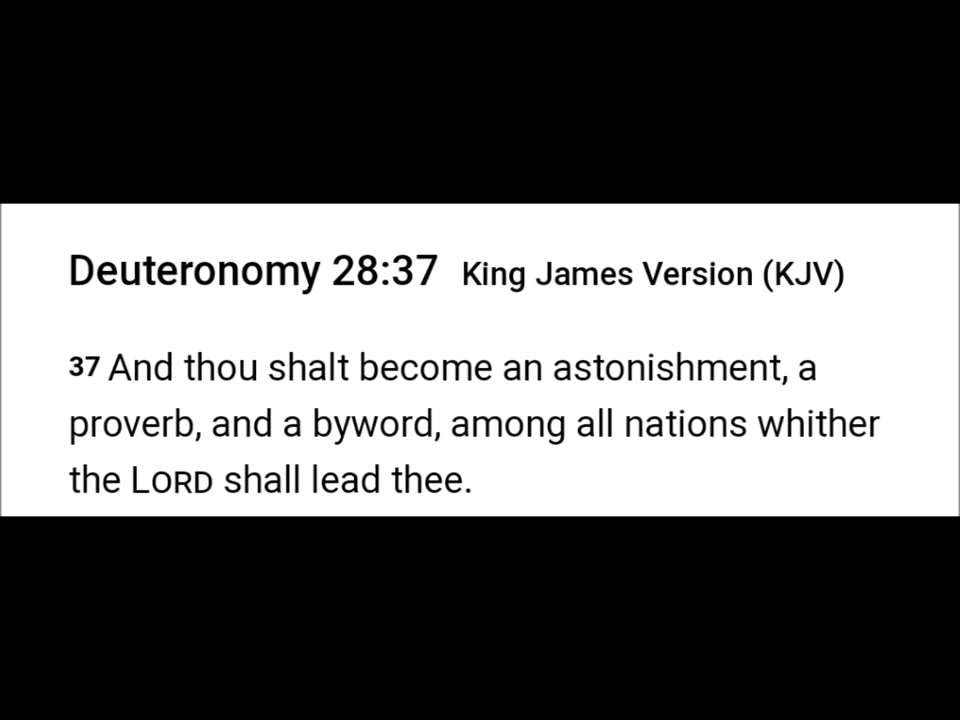 Deuteronomy 28:37 King James Version (KJV)
37 And thou shalt become an astonishment, a
proverb, and a byword, among all nations whither
the LORD shall lead thee.